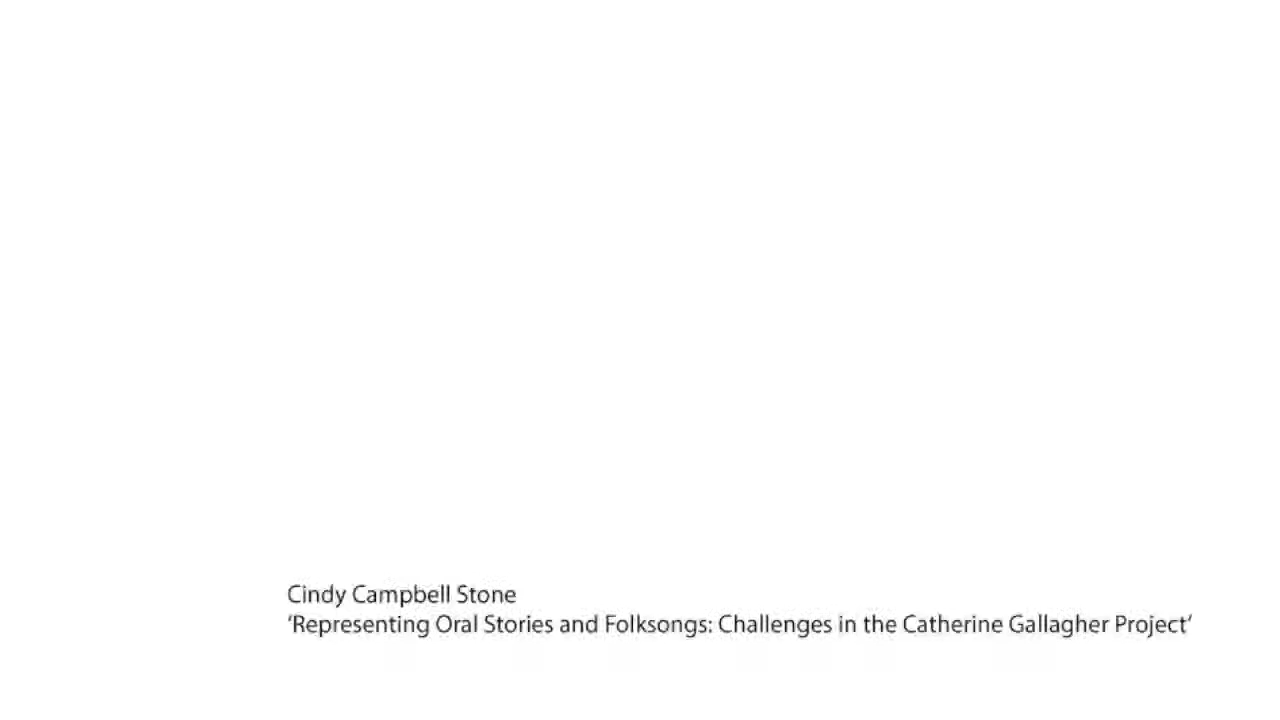 Cindy Campbell Stone
‘Representing Oral Stories and Folksongs: Challenges in the Catherine Gallagher Project‘